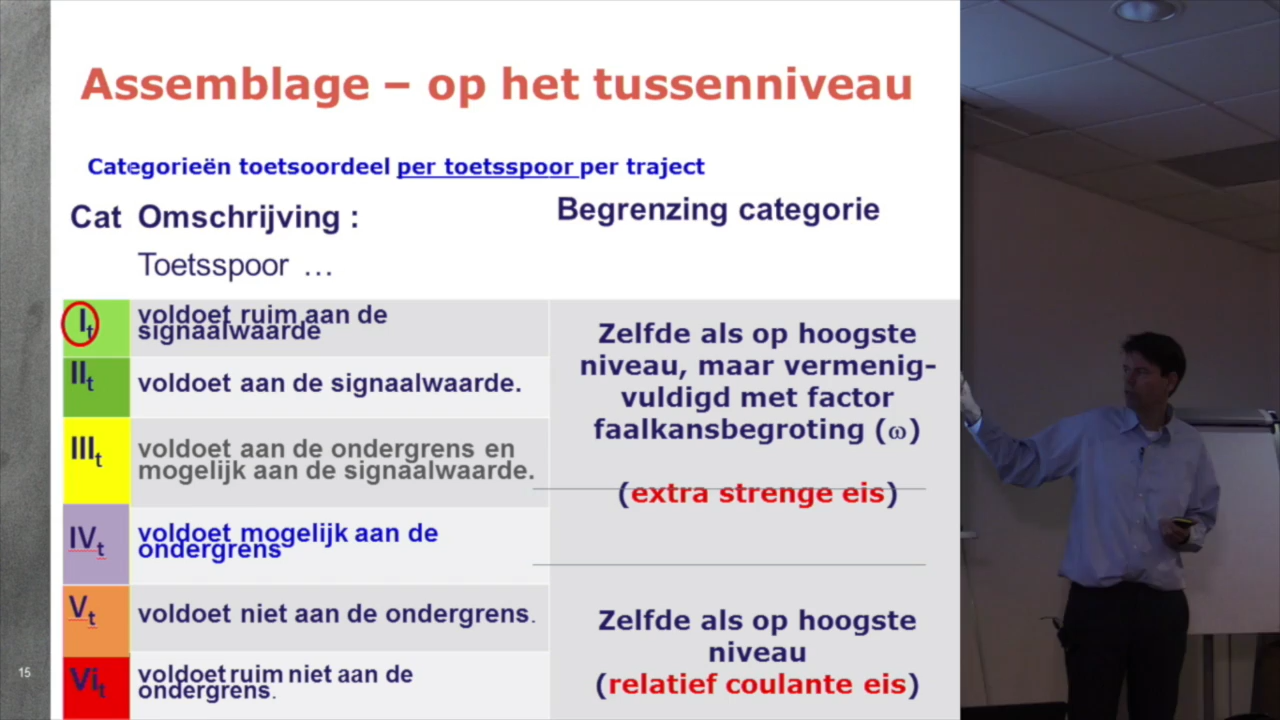 Assemblage – op het tussenniveau
Categorieën toetsoordeel per toetsspoor per traject
Cat Omschrijving :
Begrenzing categorie
Toetsspoor …
It voldoet ruim aan de
signaalwaarde
IIt voldoet aan de signaalwaarde.
IIIt voldoet aan de ondergrens en
mogelijk aan de signaalwaarde.
IVt voldoet mogelijk aan de
ondergrens
Vt voldoet niet aan de ondergrens.
Vit voldoet ruim niet aan de
ondergrens.
Zelfde als op hoogste
niveau, maar vermenig-
vuldigd met factor
faalkansbegroting (ω)
(extra strenge eis)
Zelfde als op hoogste
niveau
(relatief coulante eis)
15